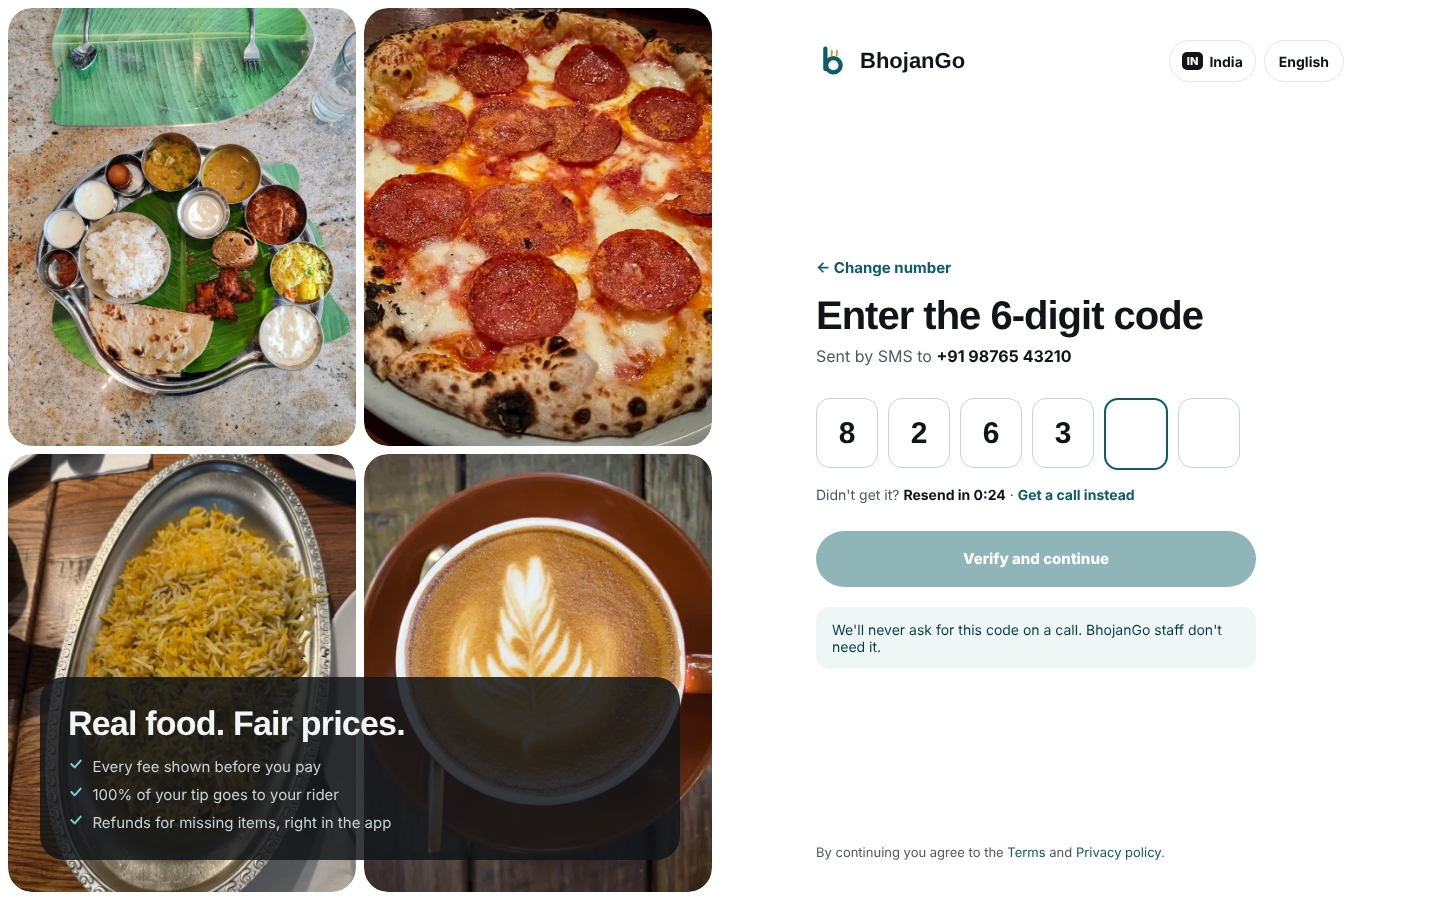 BhojanGo
IN India
English
← Change number
Enter the 6-digit code
Sent by SMS to +91 98765 43210
8 2 6 3
Didn't get it? Resend in 0:24 · Get a call instead
Verify and continue
We'll never ask for this code on a call. BhojanGo staff don't
need it.
Real food. Fair prices.
Every fee shown before you pay
100% of your tip goes to your rider
Refunds for missing items, right in the app
By continuing you agree to the Terms and Privacy policy.